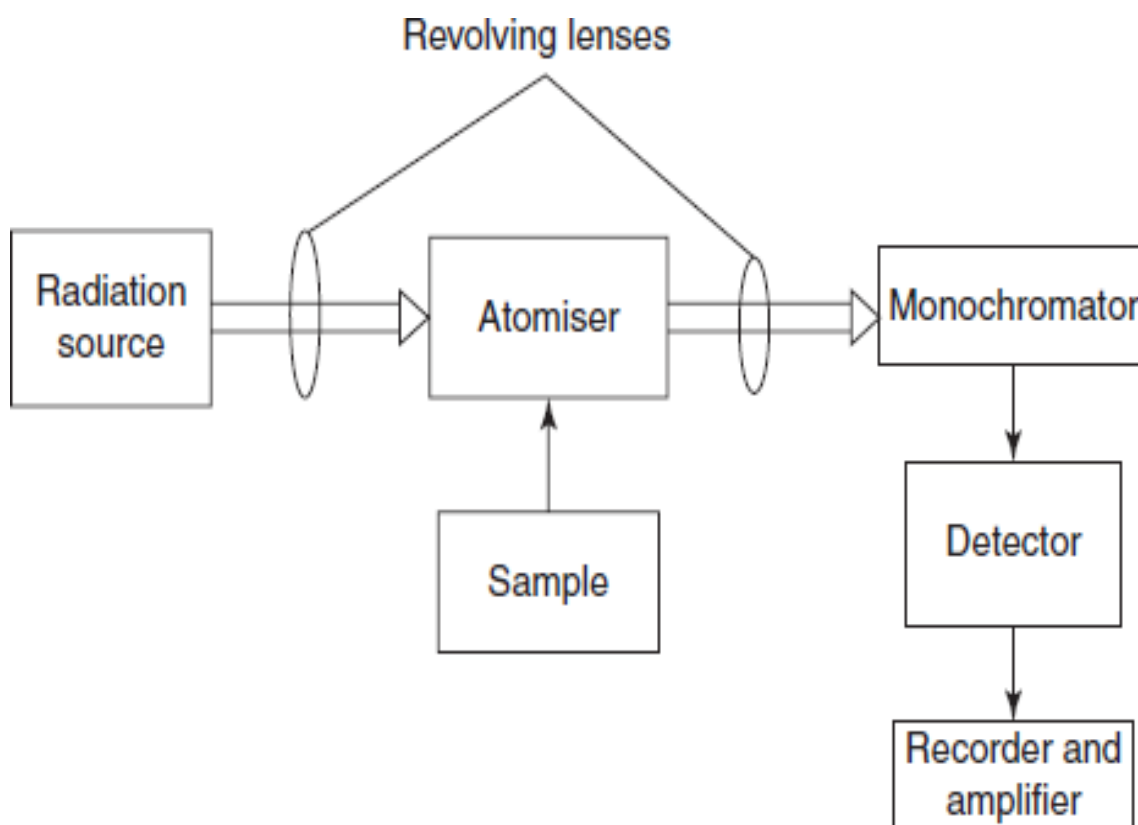 Revolving lenses
Radiation
source
Atomiser
Monochromator
Sample
Detector
Recorder and
amplifier